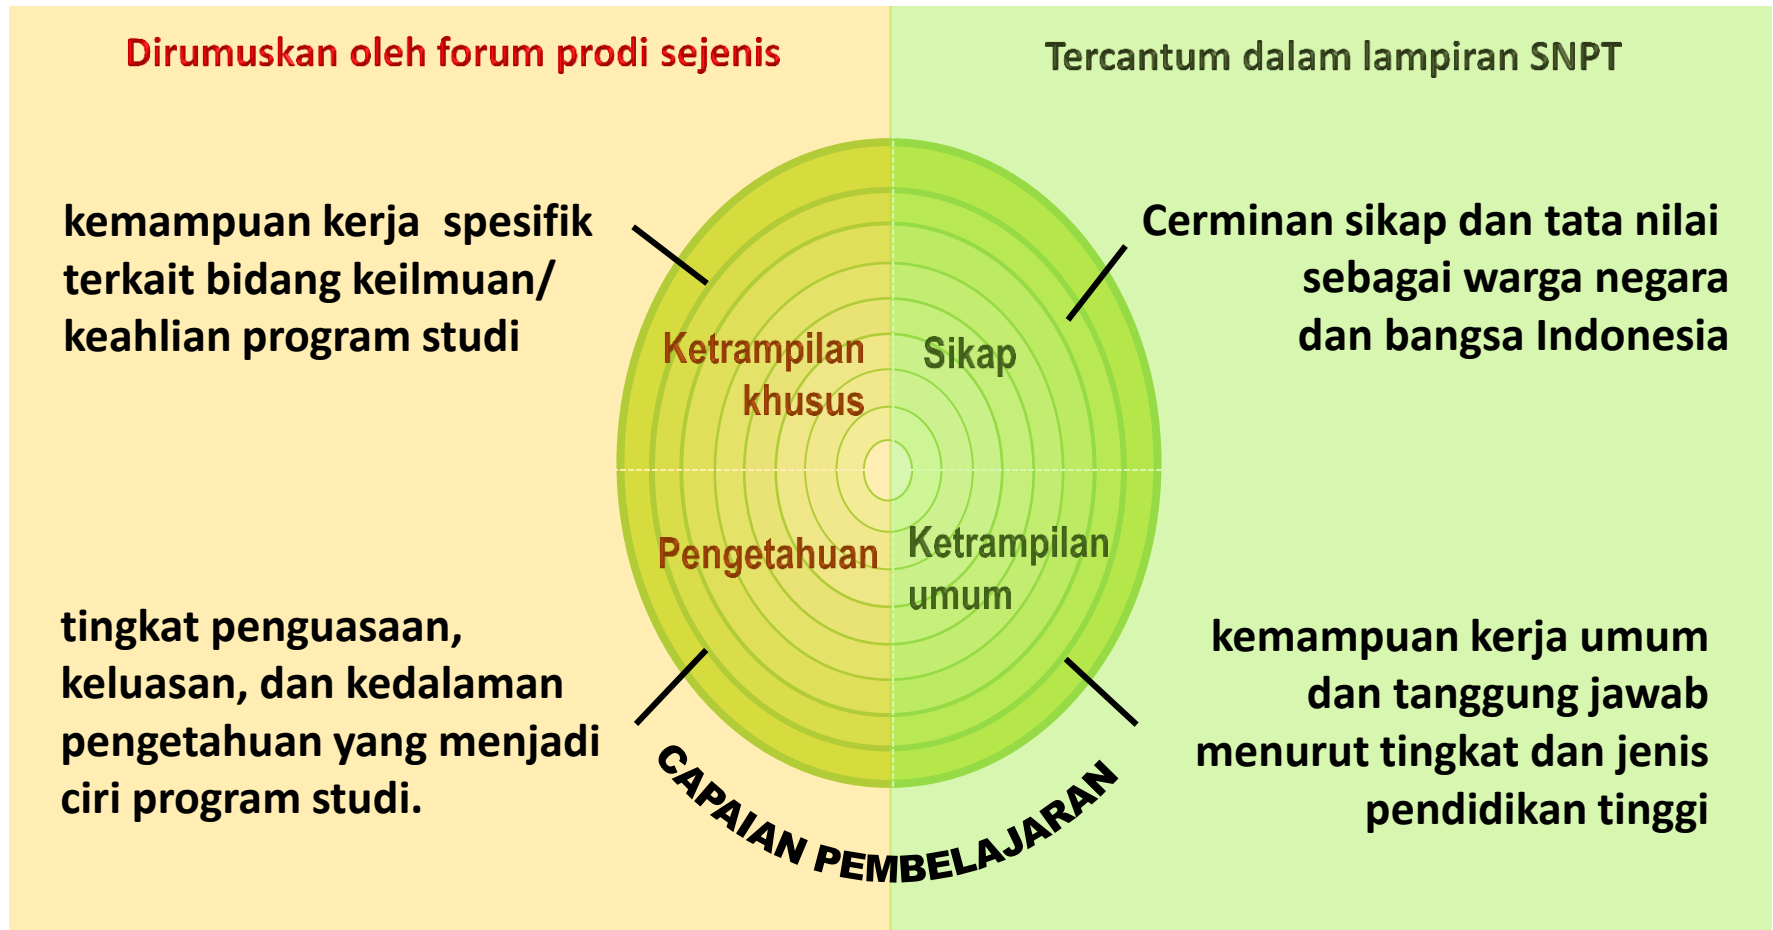 Dirumuskan oleh forum prodi sejenis
Tercantum dalam lampiran SNPT
kemampuan kerja spesifik
terkait bidang keilmuan/
keahlian program studi
Cerminan sikap dan tata nilai
sebagai warga negara
dan bangsa Indonesia
Ketrampilan
khusus
Sikap
Pengetahuan
Ketrampilan
umum
tingkat penguasaan,
keluasan, dan kedalaman
pengetahuan yang menjadi
ciri program studi.
kemampuan kerja umum
dan tanggung jawab
menurut tingkat dan jenis
pendidikan tinggi
CAPAIAN PEMBELAJARAN